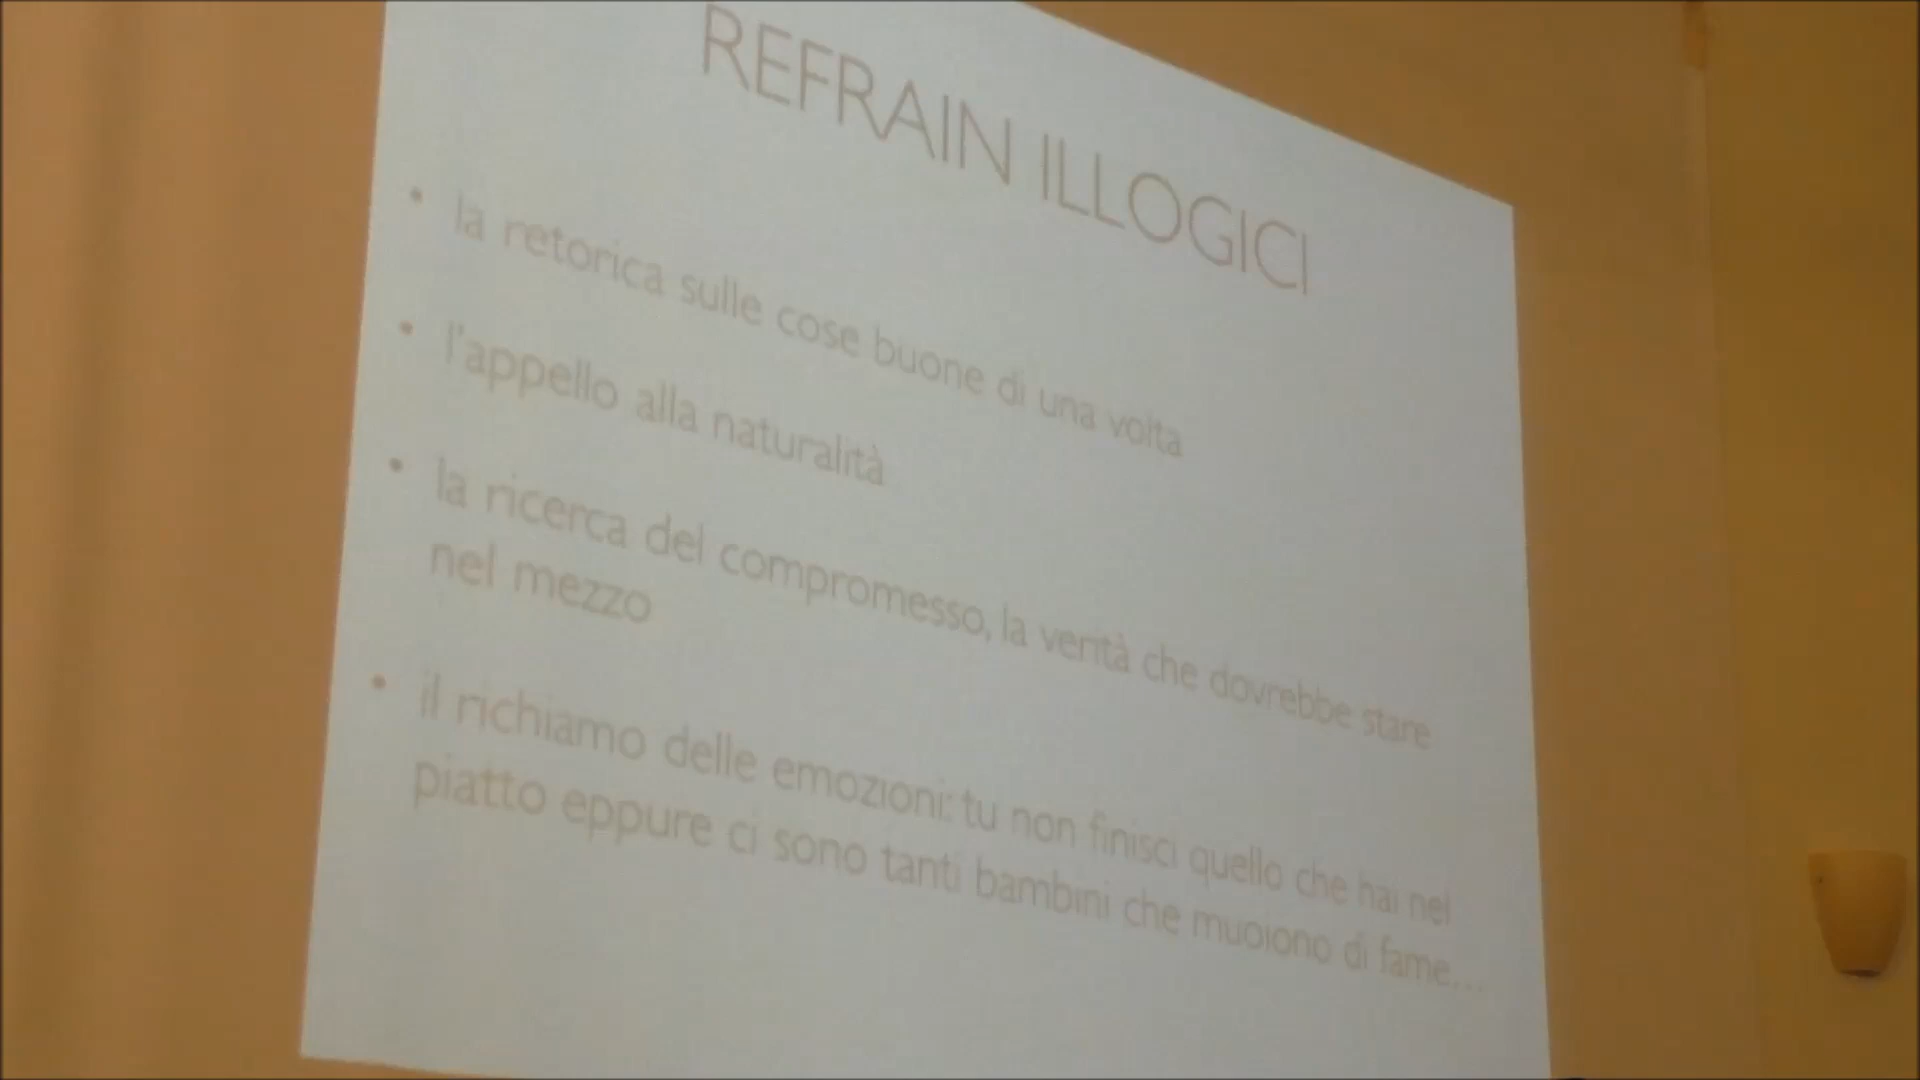 REFRAIN ILLOGICI
• la retorica sulle cose buone di una volta
• l'appello alla naturalità
• la ricerca del compromesso, la verità che dovrebbe stare
nel mezzo
• il richiamo delle emozioni: tu non finisci quello che hai nel
piatto eppure ci sono tanti bambini che muoiono di fame...